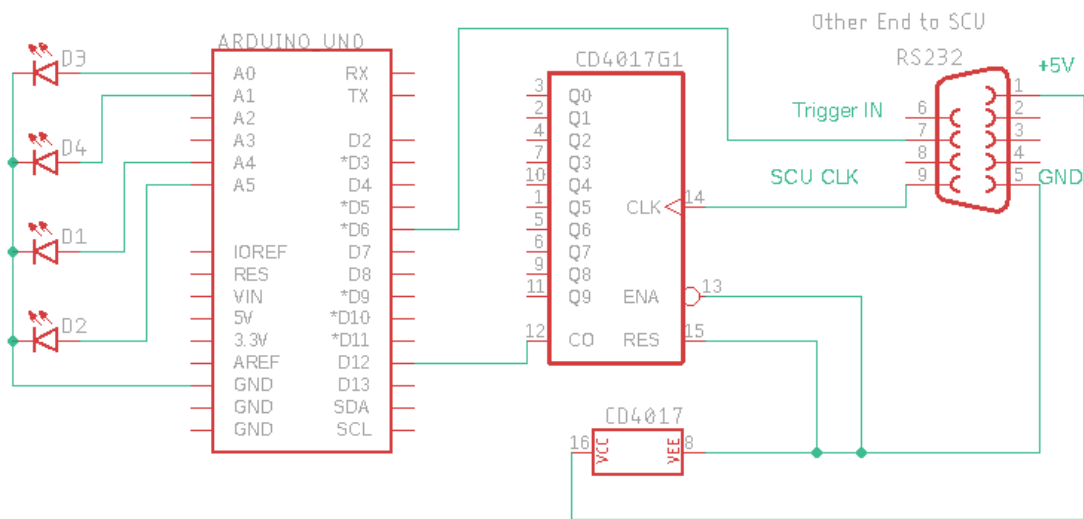 Other End to SCU
ARDUINO UNO
CD4017G1
RS232
+5V
D3
D4
D1
D2
A0
A1
A2
A3
A4
A5
IOREF
RES
VIN
5V
3.3V
AREF
GND
GND
GND
RX
TX
D2
*D3
D4
*D5
*D6
D7
D8
*D9
*D10
*D11
D12
D13
SDA
SCL
3 Q0
2 Q1
4 Q2
7 Q3
10 Q4
1 Q5
5 Q6
6 Q7
9 Q8
11 Q9
12 CO
CLK 14
ENA 13
RES 15
Trigger IN
SCU CLK
GND
6
7
8
9
1
2
3
4
5
CD4017
16 VCC
VEE 8